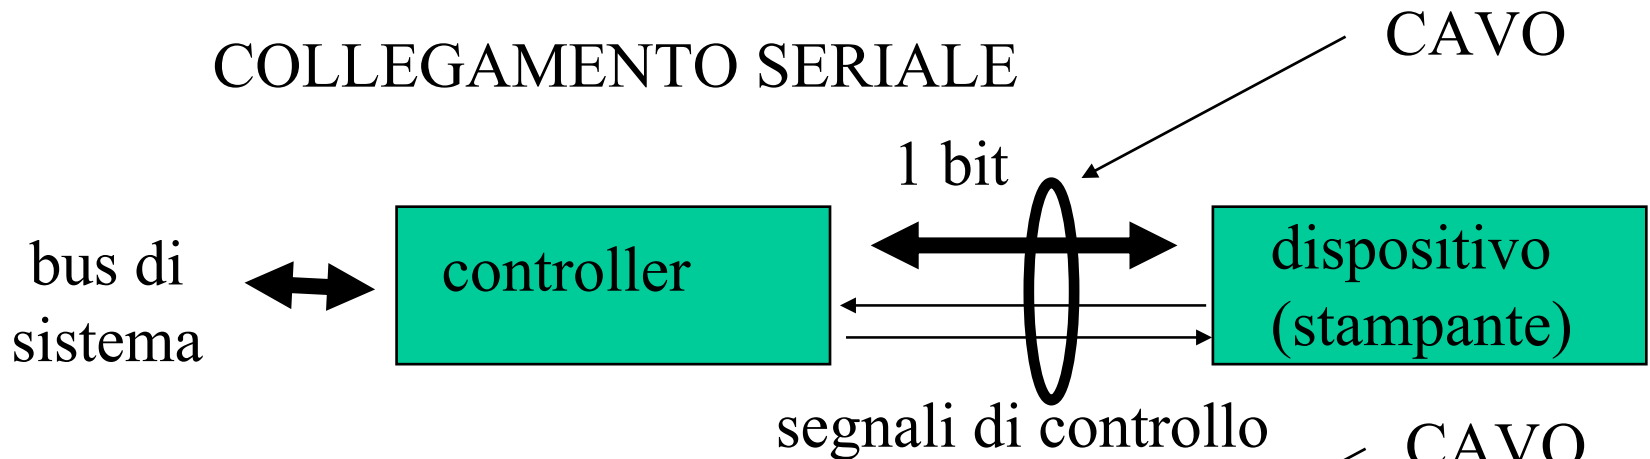 CAVO
COLLEGAMENTO SERIALE
1 bit
bus di
sistema
controller
dispositivo
(stampante)
segnali di controllo
CAVO